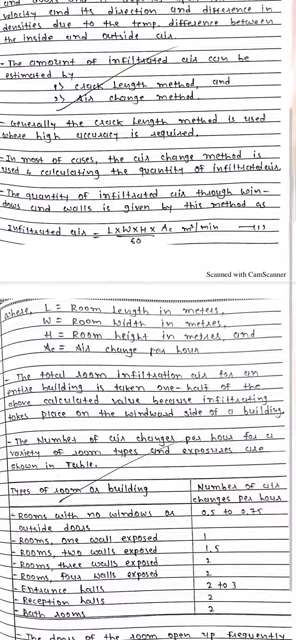 velocity and its direction and difference in
densities due to the temp. difference between
the inside and outside air.
- The amount of infiltrated air can be
estimated by
1) crack length method, and
2) Air change method.
- Generally the crack length method is used
where high accuracy is required.
- In most of cases, the air change method is
used & calculating the quantity of infiltrated air.
- The quantity of infiltrated air through win-
dows and walls is given by this method as
Infiltrated air = L×W×H × Ac m³/min —(1)
60
Scanned with CamScanner
where, L = Room length in meters,
W = Room width in metres,
H = Room height in metres, and
Ac = Air change per hour
- The total room infiltration air for an
entire building is taken one-half of the
above calculated value because infiltrating
takes place on the windward side of a building.
- The Number of air changes per hour for a
variety of room types and exposures are
shown in Table.
Types of room or building Number of air
changes per hour
- Rooms with no windows or 0.5 to 0.75
outside doors
- Rooms, one wall exposed 1
- Rooms, two walls exposed 1.5
- Rooms, three walls exposed 2
- Rooms, four walls exposed 2
- Entrance halls 2 to 3
- Reception halls 2
- Bath rooms 2
- The doors of the room open up frequently